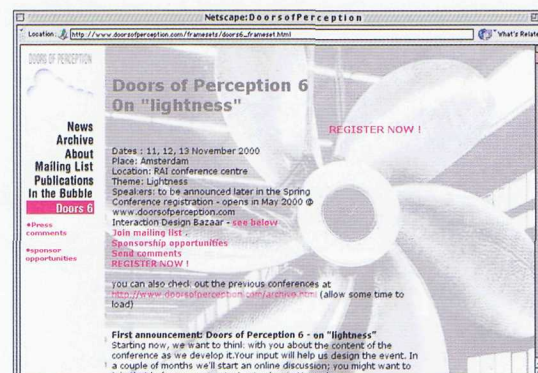 Netscape: D o o r s o f P e r c e p t i o n
Location: http://www.doorsofperception.com/framesets/doors6_frameset.html
What's Relate
DOORS OF PERCEPTION
News
Archive
About
Mailing List
Publications
In the Bubble
Doors 6
*Press
comments
*sponsor
opportunities
Doors of Perception 6
On "lightness"
REGISTER NOW !
Dates : 11, 12, 13 November 2000
Place: Amsterdam
Location: RAI conference centre
Theme: Lightness
Speakers: to be announced later in the Spring
Conference registration - opens in May 2000 @
www.doorsofperception.com
Interaction Design Bazaar - see below
Join mailing list .
Sponsorship opportunities
Send comments
REGISTER NOW !
you can also check out the previous conferences at
http://www.doorsofperception.com/archive.html (allow some time to
load)
First announcement: Doors of Perception 6 - on "lightness"
Starting now, we want to think with you about the content of the
conference as we develop it.Your input will help us design the event. In
a couple of months we'll start an online discussion; you might want to